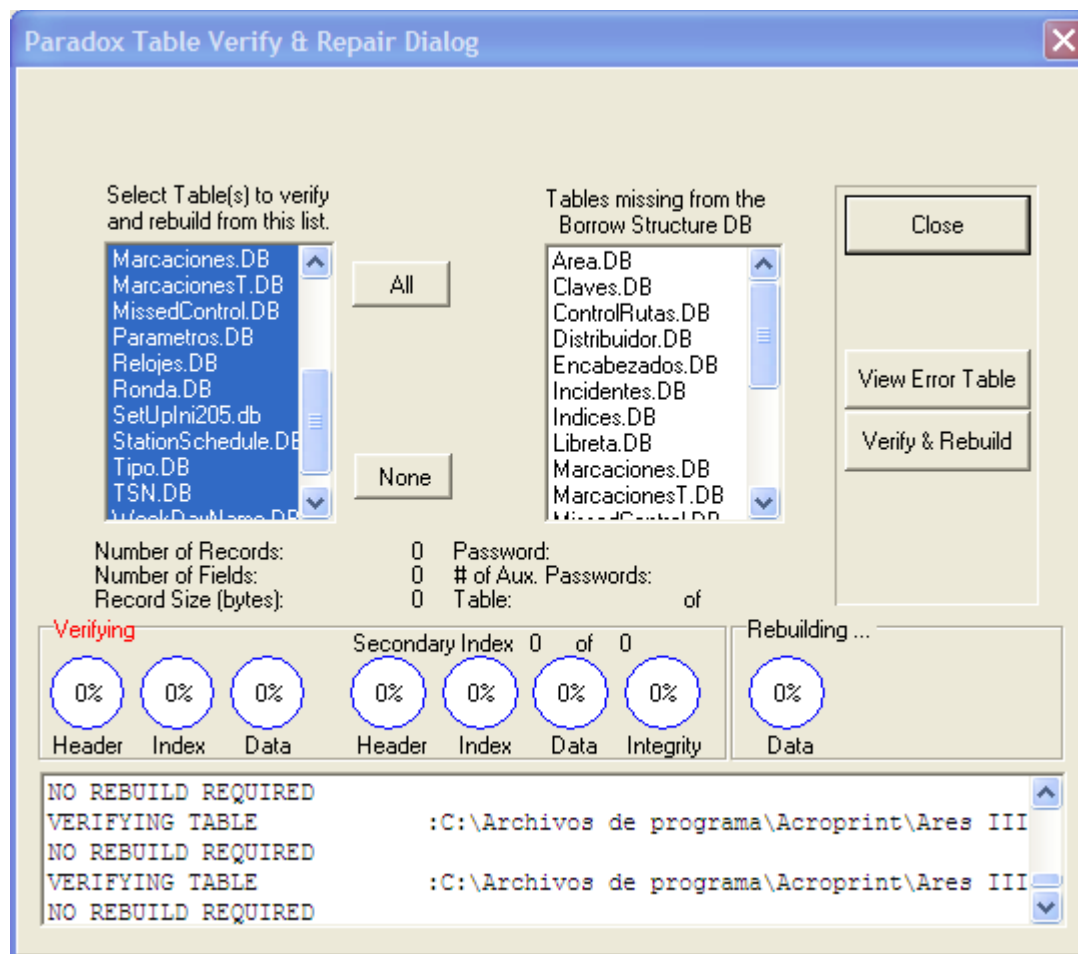 Paradox Table Verify & Repair Dialog
Select Table(s) to verify
and rebuild from this list.
Marcaciones.DB
MarcacionesT.DB
MissedControl.DB
Parametros.DB
Relojes.DB
Ronda.DB
SetUpIni205.db
StationSchedule.DB
Tipo.DB
TSN.DB
WeekDayName.DB
All
None
Tables missing from the
Borrow Structure DB
Area.DB
Claves.DB
ControlRutas.DB
Distribuidor.DB
Encabezados.DB
Incidentes.DB
Indices.DB
Libreta.DB
Marcaciones.DB
MarcacionesT.DB
MissedControl.DB
Close
View Error Table
Verify & Rebuild
Number of Records: 0 Password:
Number of Fields: 0 # of Aux. Passwords:
Record Size (bytes): 0 Table: of
Verifying
Secondary Index 0 of 0
0% 0% 0% 0% 0% 0% 0%
Header Index Data Header Index Data Integrity
Rebuilding ...
0%
Data
NO REBUILD REQUIRED
VERIFYING TABLE :C:\Archivos de programa\Acroprint\Ares III
NO REBUILD REQUIRED
VERIFYING TABLE :C:\Archivos de programa\Acroprint\Ares III
NO REBUILD REQUIRED